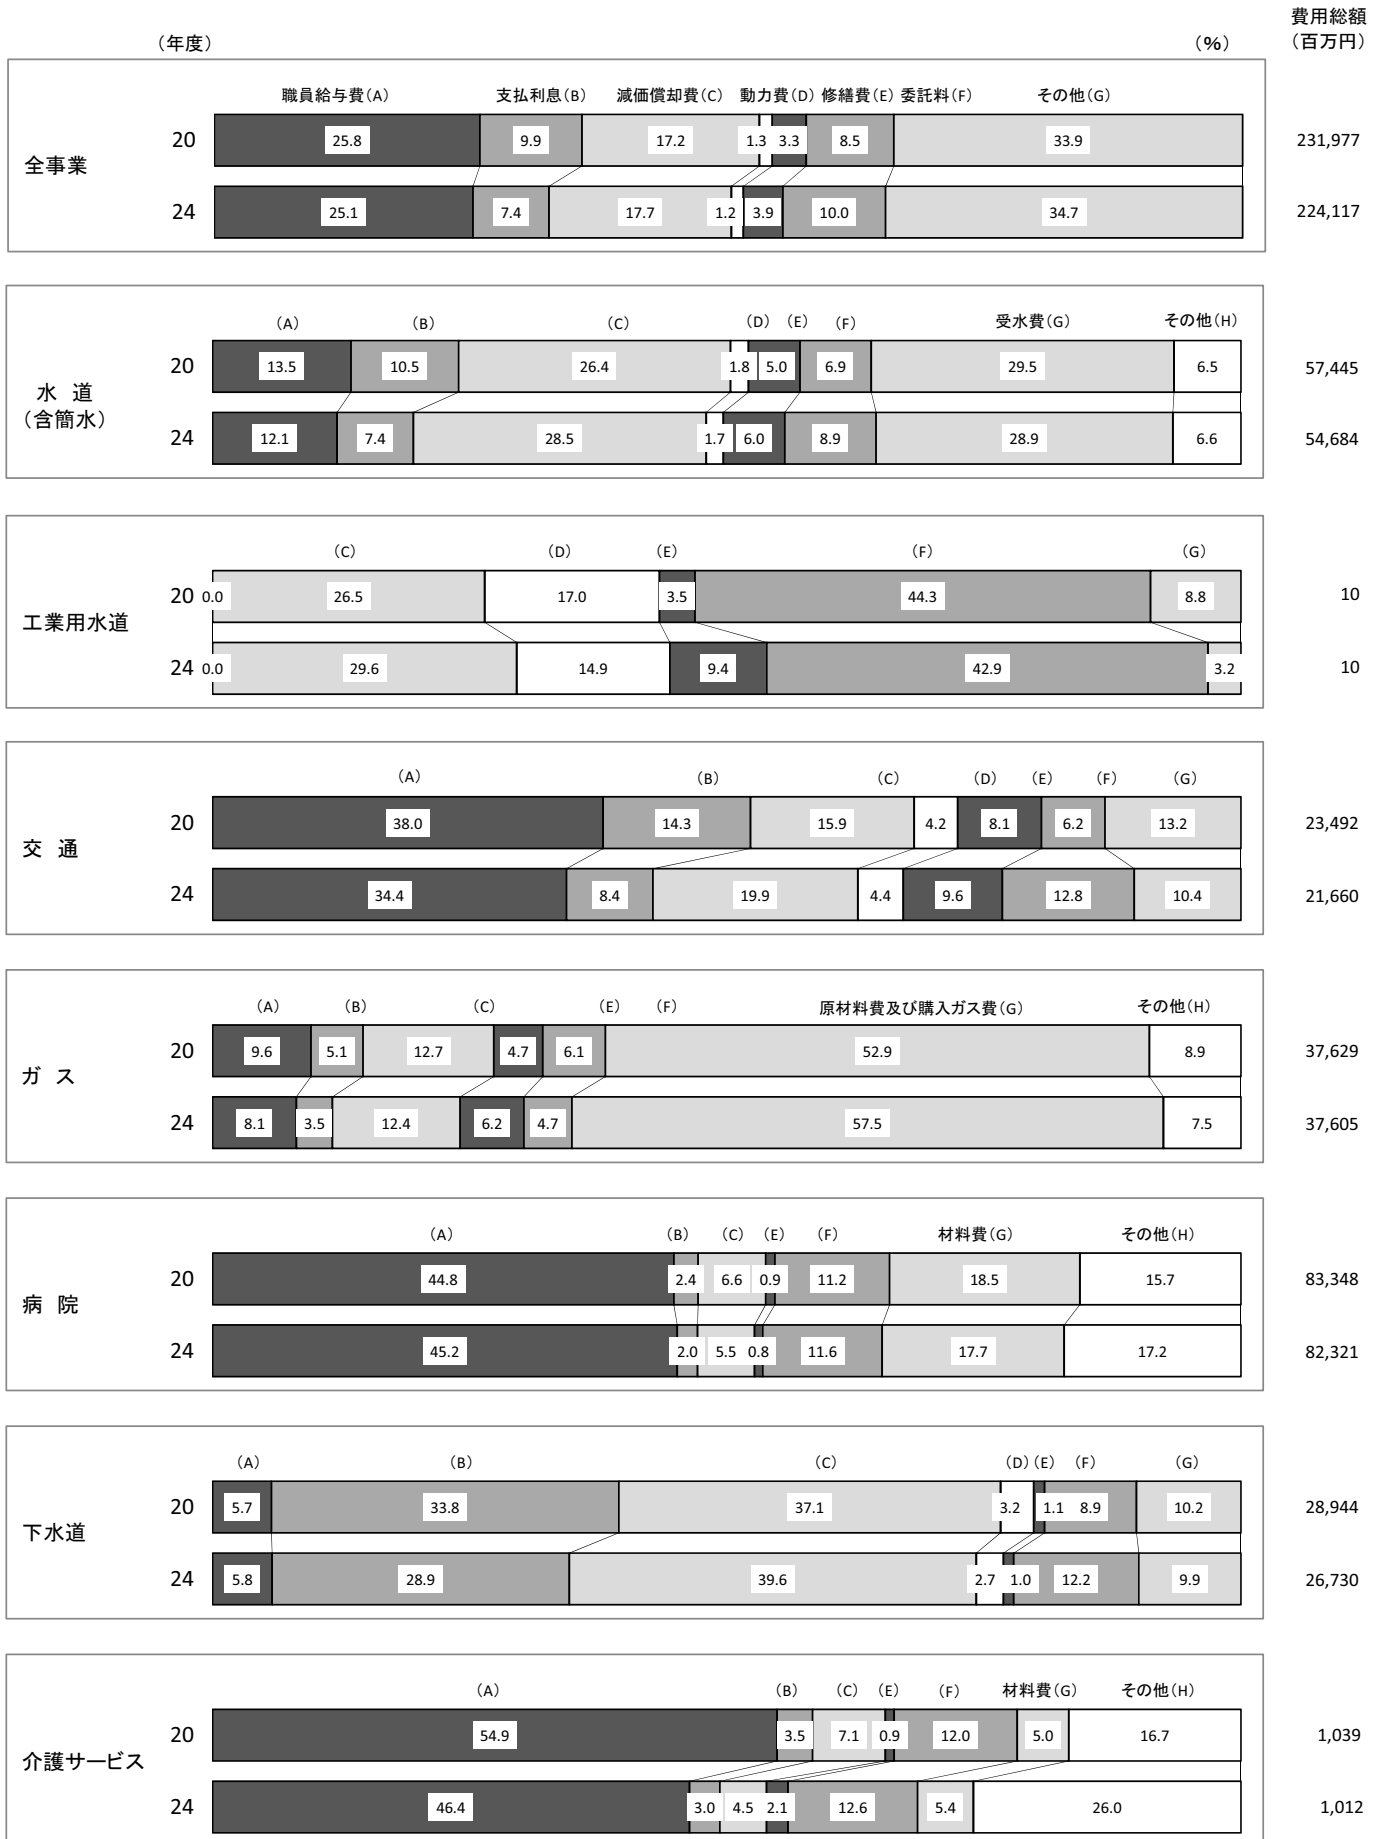 費用総額
（年度）　（％）　（百万円）
職員給与費（A）　支払利息（B）　減価償却費（C）　動力費（D）　修繕費（E）　委託料（F）　その他（G）
20　25.8　9.9　17.2　1.3　3.3　8.5　33.9　231,977
全事業
24　25.1　7.4　17.7　1.2　3.9　10.0　34.7　224,117
（A）　（B）　（C）　（D）　（E）　（F）　受水費（G）　その他（H）
20　13.5　10.5　26.4　1.8　5.0　6.9　29.5　6.5　57,445
水　道
（含簡水）
24　12.1　7.4　28.5　1.7　6.0　8.9　28.9　6.6　54,684
（C）　（D）　（E）　（F）　（G）
20　0.0　26.5　17.0　3.5　44.3　8.8　10
工業用水道
24　0.0　29.6　14.9　9.4　42.9　3.2　10
（A）　（B）　（C）　（D）　（E）　（F）　（G）
20　38.0　14.3　15.9　4.2　8.1　6.2　13.2　23,492
交　通
24　34.4　8.4　19.9　4.4　9.6　12.8　10.4　21,660
（A）　（B）　（C）　（E）　（F）　原材料費及び購入ガス費（G）　その他（H）
20　9.6　5.1　12.7　4.7　6.1　52.9　8.9　37,629
ガ　ス
24　8.1　3.5　12.4　6.2　4.7　57.5　7.5　37,605
（A）　（B）　（C）　（E）　（F）　材料費（G）　その他（H）
20　44.8　2.4　6.6　0.9　11.2　18.5　15.7　83,348
病　院
24　45.2　2.0　5.5　0.8　11.6　17.7　17.2　82,321
（A）　（B）　（C）　（D）　（E）　（F）　（G）
20　5.7　33.8　37.1　3.2　1.1　8.9　10.2　28,944
下水道
24　5.8　28.9　39.6　2.7　1.0　12.2　9.9　26,730
（A）　（B）　（C）　（E）　（F）　材料費（G）　その他（H）
20　54.9　3.5　7.1　0.9　12.0　5.0　16.7　1,039
介護サービス
24　46.4　3.0　4.5　2.1　12.6　5.4　26.0　1,012